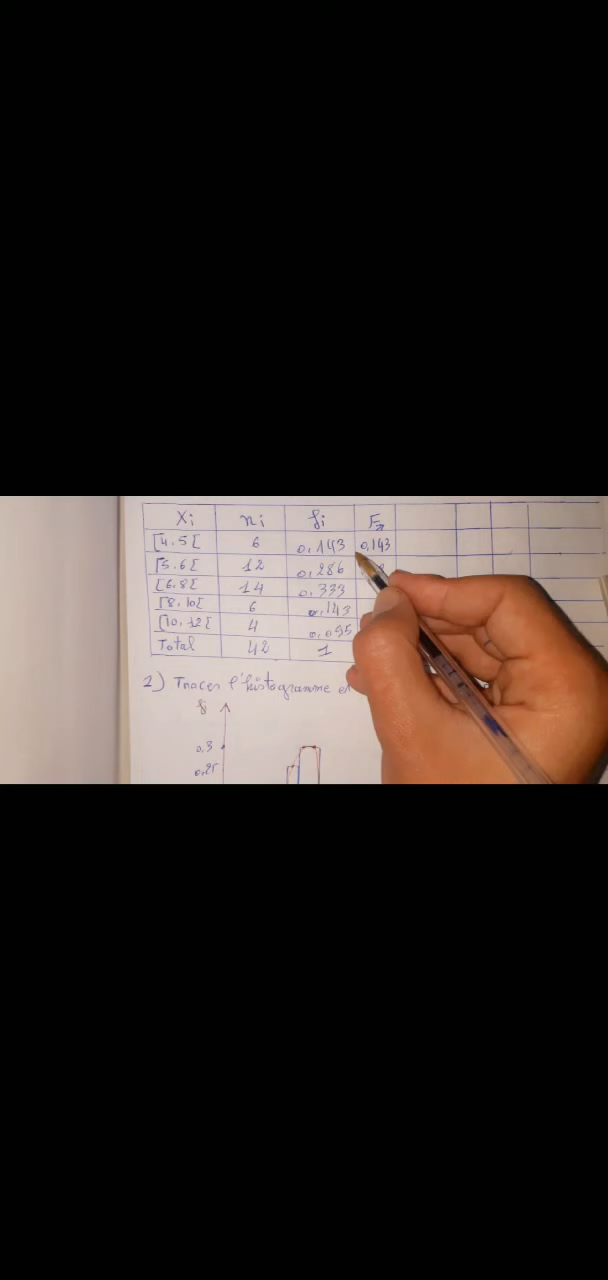 Xi ni fi F↗
[4.5[ 6 0,143 0,143
[5.6[ 12 0,286
[6.8[ 14 0,333
[8,10[ 6 0,143
[10,12[ 4 0,095
Total 42 1
2) Tracer l'histogramme et
fi
0,3
0,25